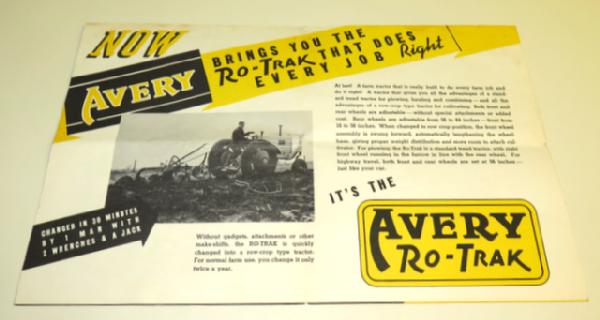 NOW
AVERY
BRINGS YOU THE
RO-TRAK THAT DOES
EVERY JOB Right
At last! A farm tractor that is really built to do every farm job and
do it right! A tractor that gives you all the advantages of a stand-
ard tread tractor for plowing, harding and combining — and all the
advantages of a row-crop type tractor for cultivating. Both front and
rear wheels are adjustable — without special attachments or added
cost. Rear wheels are adjustable from 56 to 84 inches — front from
to 56 inches. When changed in row crop position, the front wheel
assembly is swung forward, automatically lengthening the wheel
base, giving proper weight distribution and more room to attach cul-
tivator. For plowing the Ro-Trak is a standard tread tractor, with right
front wheel running in the furrow in line with the rear wheel. For
highway travel, both front and rear wheels are set at 56 inches —
just like your car.
CHANGED IN 30 MINUTES
BY 1 MAN WITH
2 WRENCHES & A JACK
Without gadgets, attachments or other
make-shifts, the RO-TRAK is quickly
changed into a row-crop type tractor.
For normal farm use, you change it only
twice a year.
IT'S THE
AVERY
RO-TRAK